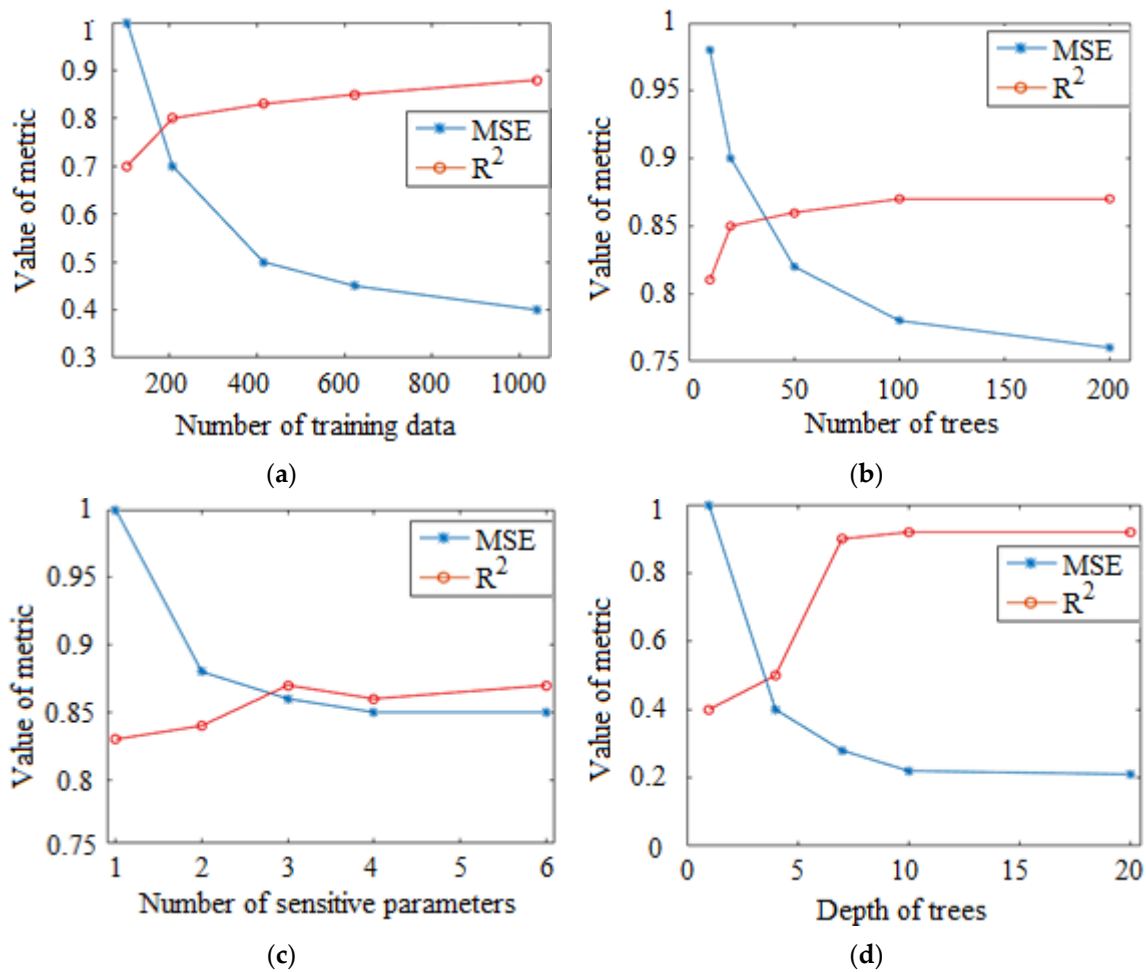 1
0.9
0.8
0.7
0.6
0.5
0.4
0.3
Value of metric
MSE
R²
200 400 600 800 1000
Number of training data
(a)
1
0.95
0.9
0.85
0.8
0.75
Value of metric
MSE
R²
0 50 100 150 200
Number of trees
(b)
1
0.95
0.9
0.85
0.8
0.75
Value of metric
MSE
R²
1 2 3 4 5 6
Number of sensitive parameters
(c)
1
0.8
0.6
0.4
0.2
0
Value of metric
MSE
R²
0 5 10 15 20
Depth of trees
(d)